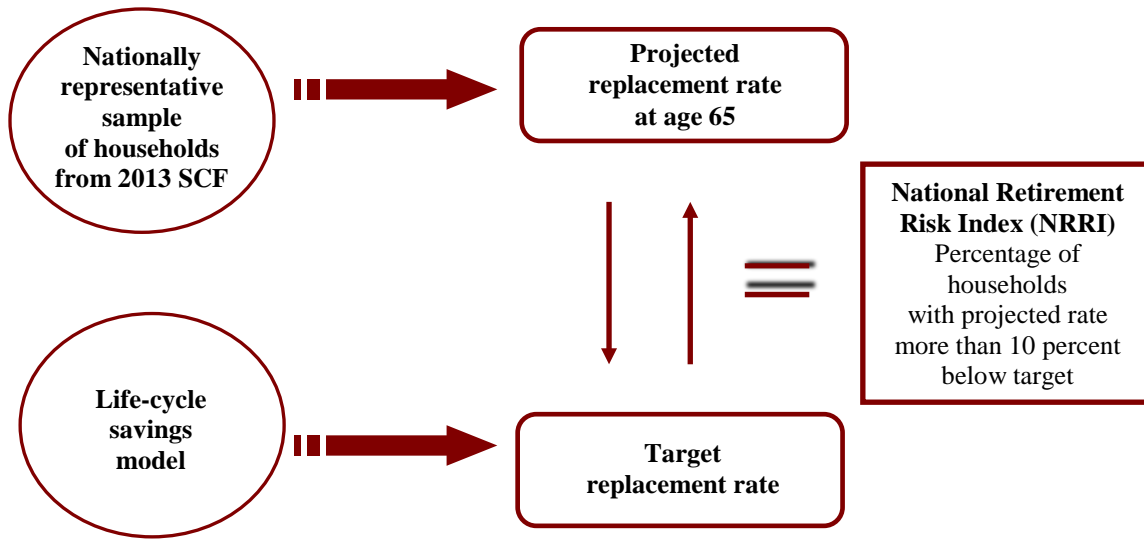 Nationally
representative
sample
of households
from 2013 SCF
Projected
replacement rate
at age 65
National Retirement
Risk Index (NRRI)
Percentage of
households
with projected rate
more than 10 percent
below target
Life-cycle
savings
model
Target
replacement rate